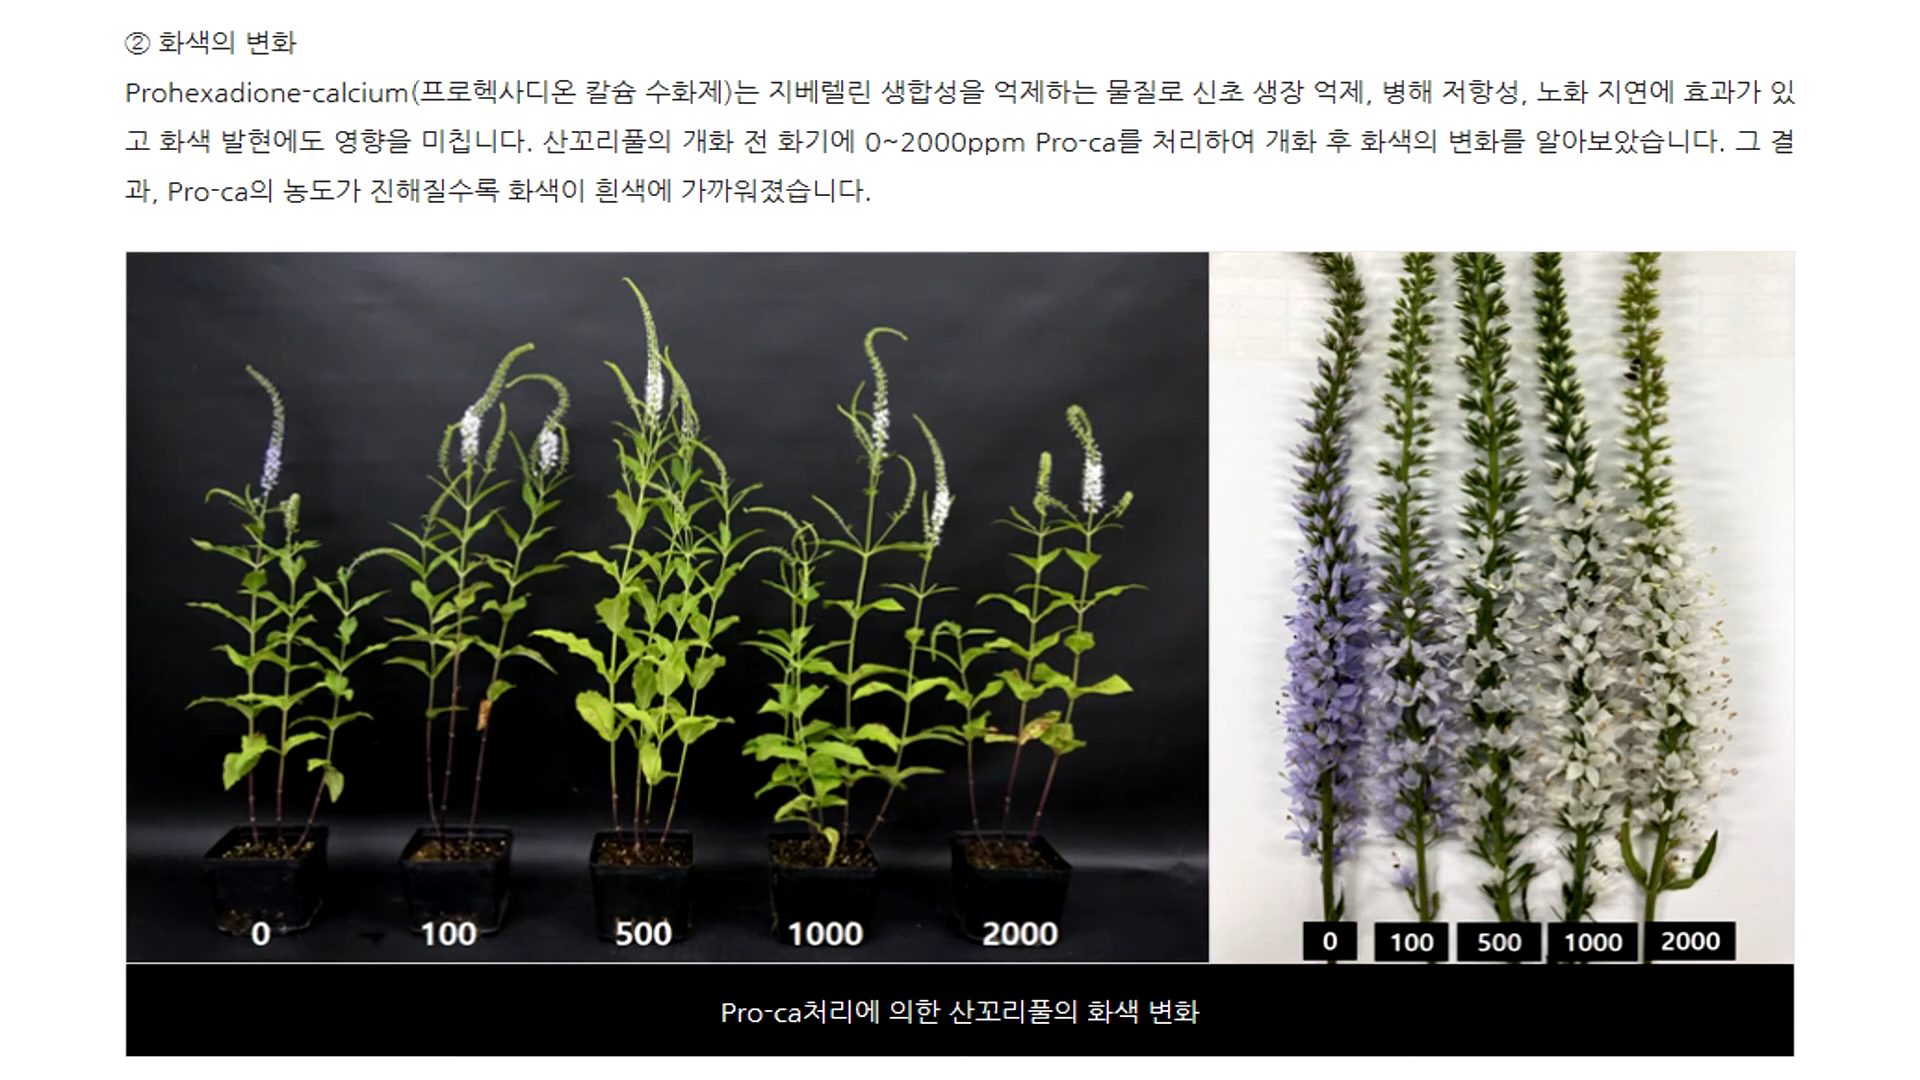 ② 화색의 변화
Prohexadione-calcium(프로헥사디온 칼슘 수화제)는 지베렐린 생합성을 억제하는 물질로 신초 생장 억제, 병해 저항성, 노화 지연에 효과가 있
고 화색 발현에도 영향을 미칩니다. 산꼬리풀의 개화 전 화기에 0~2000ppm Pro-ca를 처리하여 개화 후 화색의 변화를 알아보았습니다. 그 결
과, Pro-ca의 농도가 진해질수록 화색이 흰색에 가까워졌습니다.
0 100 500 1000 2000
0 100 500 1000 2000
Pro-ca처리에 의한 산꼬리풀의 화색 변화